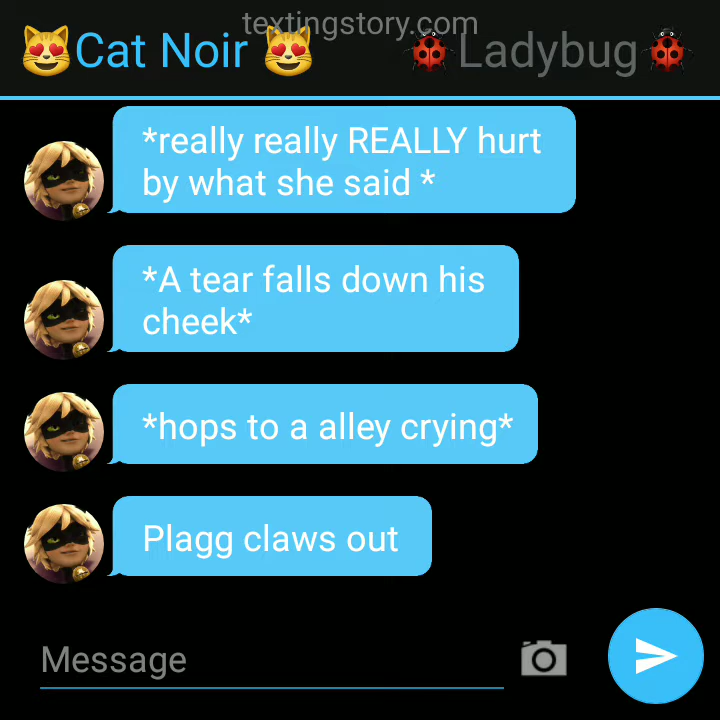 textingstory.com
Cat Noir
Ladybug
*really really REALLY hurt
by what she said *
*A tear falls down his
cheek*
*hops to a alley crying*
Plagg claws out
Message